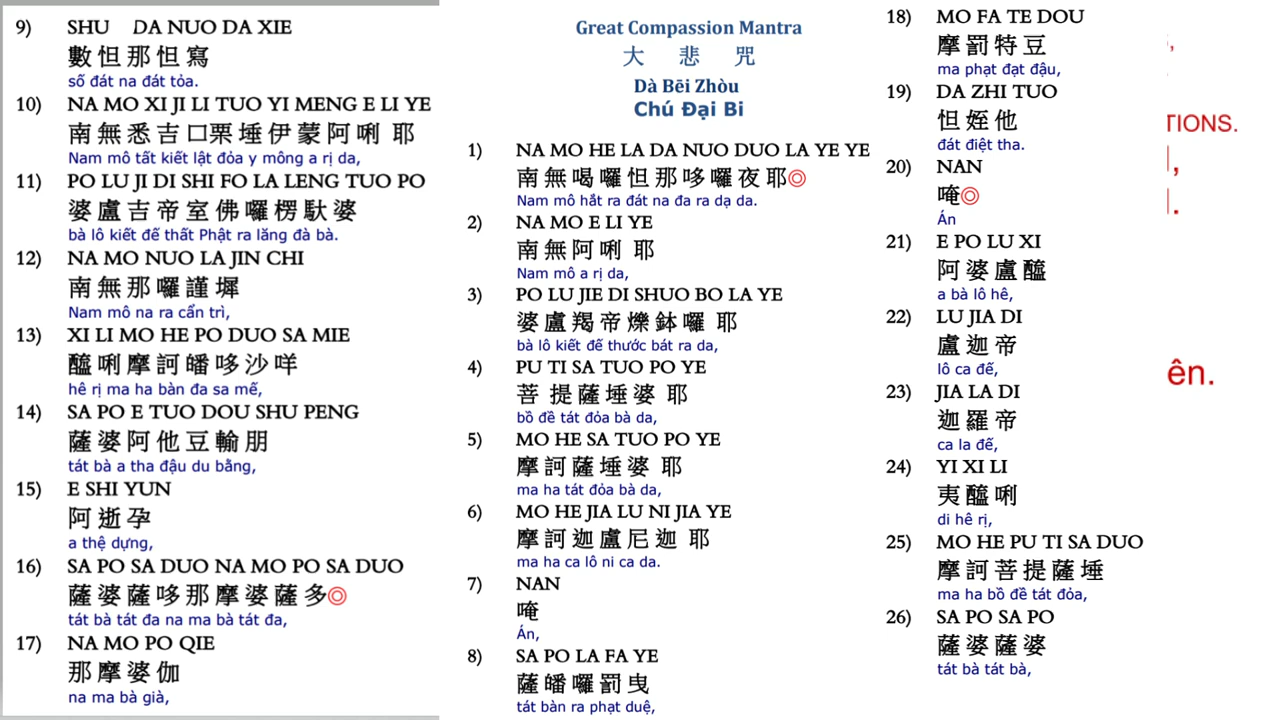 Great Compassion Mantra
大 悲 咒
Dà Bēi Zhòu
Chú Đại Bi
1) NA MO HE LA DA NUO DUO LA YE YE
南無喝囉怛那哆囉夜耶◎
Nam mô hắt ra đát na đa ra dạ da.
2) NA MO E LI YE
南無阿唎 耶
Nam mô a rị da,
3) PO LU JIE DI SHUO BO LA YE
婆盧羯帝爍鉢囉 耶
bà lô kiết đế thước bát ra da,
4) PU TI SA TUO PO YE
菩提薩埵婆 耶
bồ đề tát đỏa bà da,
5) MO HE SA TUO PO YE
摩訶薩埵婆 耶
ma ha tát đỏa bà da,
6) MO HE JIA LU NI JIA YE
摩訶迦盧尼迦 耶
ma ha ca lô ni ca da.
7) NAN
唵
Án,
8) SA PO LA FA YE
薩皤囉罰曳
tát bàn ra phạt duệ,
9) SHU DA NUO DA XIE
數怛那怛寫
số đát na đát tỏa.
10) NA MO XI JI LI TUO YI MENG E LI YE
南無悉吉口栗埵伊蒙阿唎 耶
Nam mô tất kiết lật đỏa y mông a rị da,
11) PO LU JI DI SHI FO LA LENG TUO PO
婆盧吉帝室佛囉楞馱婆
bà lô kiết đế thất Phật ra lăng đà bà.
12) NA MO NUO LA JIN CHI
南無那囉謹墀
Nam mô na ra cẩn trì,
13) XI LI MO HE PO DUO SA MIE
醯唎摩訶皤哆沙咩
hê rị ma ha bàn đa sa mế,
14) SA PO E TUO DOU SHU PENG
薩婆阿他豆輸朋
tát bà a tha đậu du bằng,
15) E SHI YUN
阿逝孕
a thệ dựng,
16) SA PO SA DUO NA MO PO SA DUO
薩婆薩哆那摩婆薩多◎
tát bà tát đa na ma bà tát đa,
17) NA MO PO QIE
那摩婆伽
na ma bà già,
18) MO FA TE DOU
摩罰特豆
ma phạt đạt đậu,
19) DA ZHI TUO
怛姪他
đát điệt tha.
20) NAN
唵◎
Án
21) E PO LU XI
阿婆盧醯
a bà lô hê,
22) LU JIA DI
盧迦帝
lô ca đế,
23) JIA LA DI
迦羅帝
ca la đế,
24) YI XI LI
夷醯唎
di hê rị,
25) MO HE PU TI SA DUO
摩訶菩提薩埵
ma ha bồ đề tát đỏa,
26) SA PO SA PO
薩婆薩婆
tát bà tát bà,
TIONS.
ên.